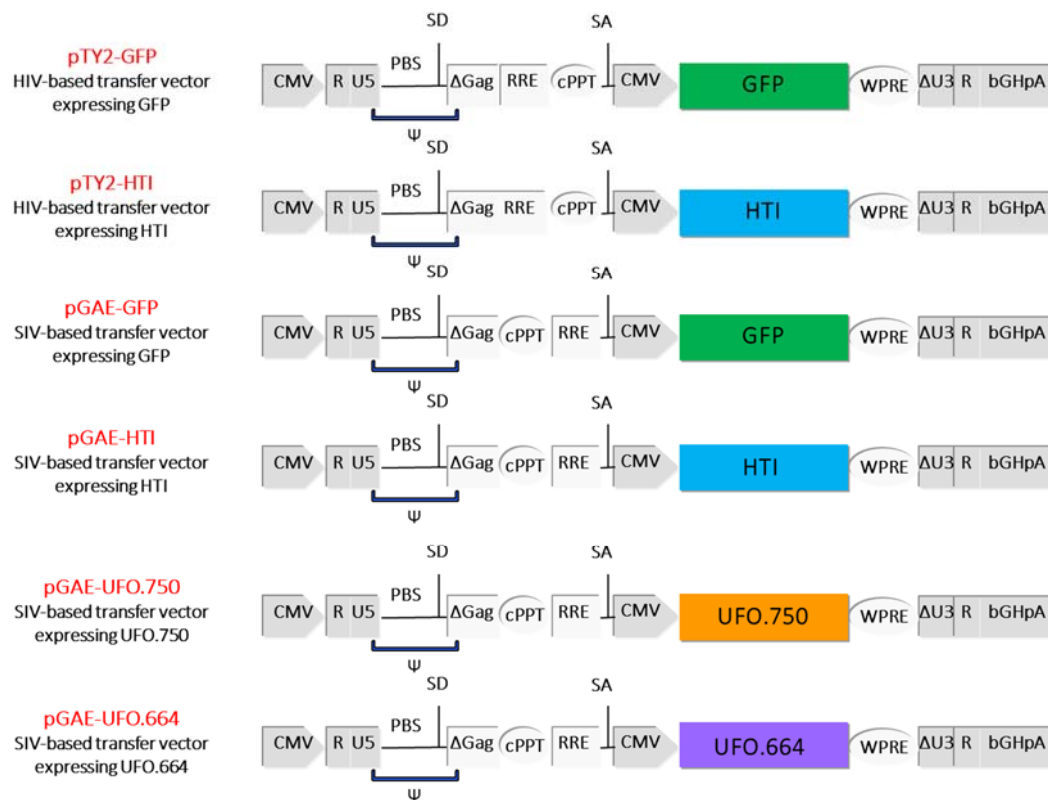 SD SA
pTY2-GFP
HIV-based transfer vector
expressing GFP
CMV R U5 PBS ΔGag RRE cPPT CMV GFP WPRE ΔU3 R bGHpA
Ψ
SD SA
pTY2-HTI
HIV-based transfer vector
expressing HTI
CMV R U5 PBS ΔGag RRE cPPT CMV HTI WPRE ΔU3 R bGHpA
Ψ
SD SA
pGAE-GFP
SIV-based transfer vector
expressing GFP
CMV R U5 PBS ΔGag cPPT RRE CMV GFP WPRE ΔU3 R bGHpA
Ψ
SD SA
pGAE-HTI
SIV-based transfer vector
expressing HTI
CMV R U5 PBS ΔGag cPPT RRE CMV HTI WPRE ΔU3 R bGHpA
Ψ
SD SA
pGAE-UFO.750
SIV-based transfer vector
expressing UFO.750
CMV R U5 PBS ΔGag cPPT RRE CMV UFO.750 WPRE ΔU3 R bGHpA
Ψ
SD SA
pGAE-UFO.664
SIV-based transfer vector
expressing UFO.664
CMV R U5 PBS ΔGag cPPT RRE CMV UFO.664 WPRE ΔU3 R bGHpA
Ψ